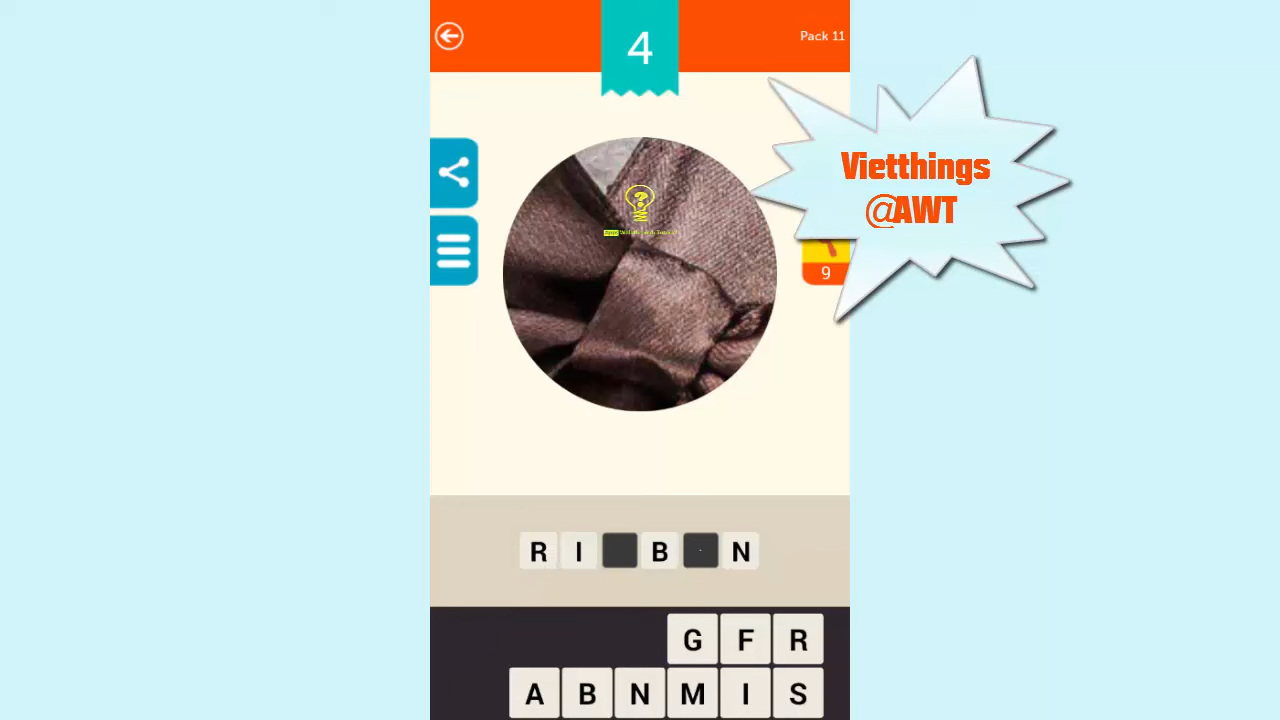 4
Pack 11
Vietthings
@AWT
9
R I B N
G F R
A B N M I S